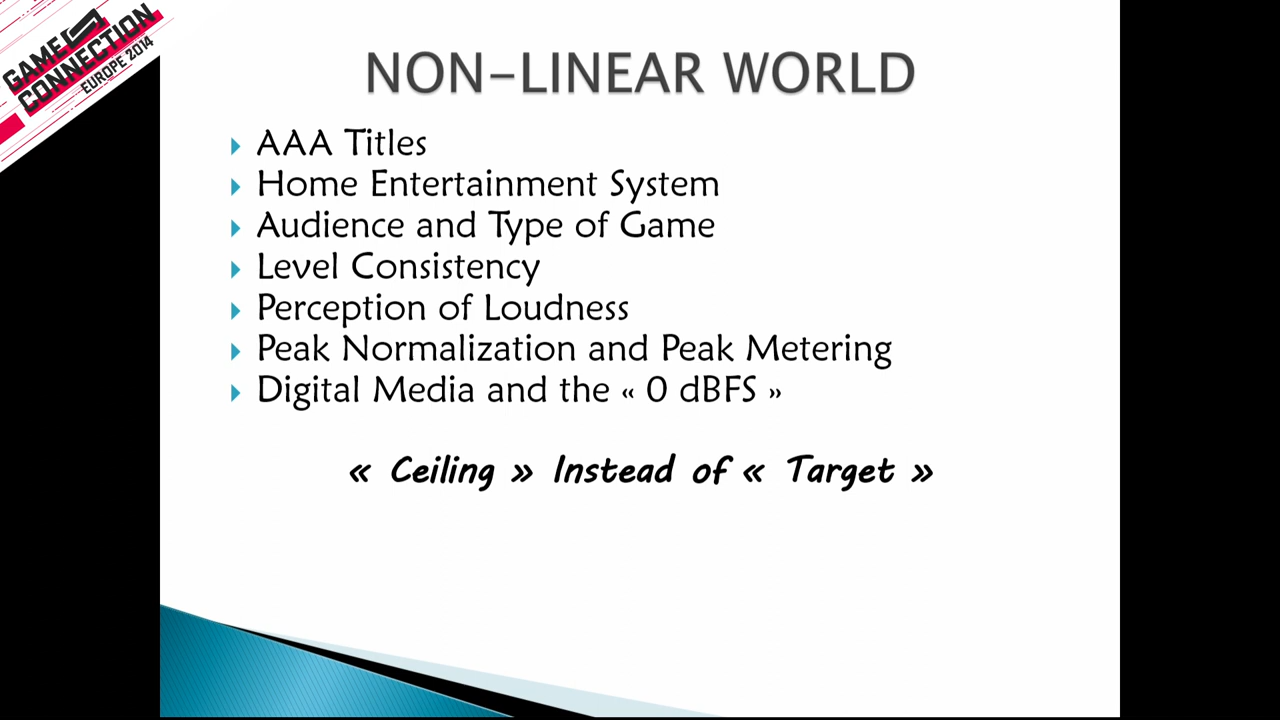 GAME
CONNECTION
EUROPE 2014
NON-LINEAR WORLD
AAA Titles
Home Entertainment System
Audience and Type of Game
Level Consistency
Perception of Loudness
Peak Normalization and Peak Metering
Digital Media and the « 0 dBFS »
« Ceiling » Instead of « Target »